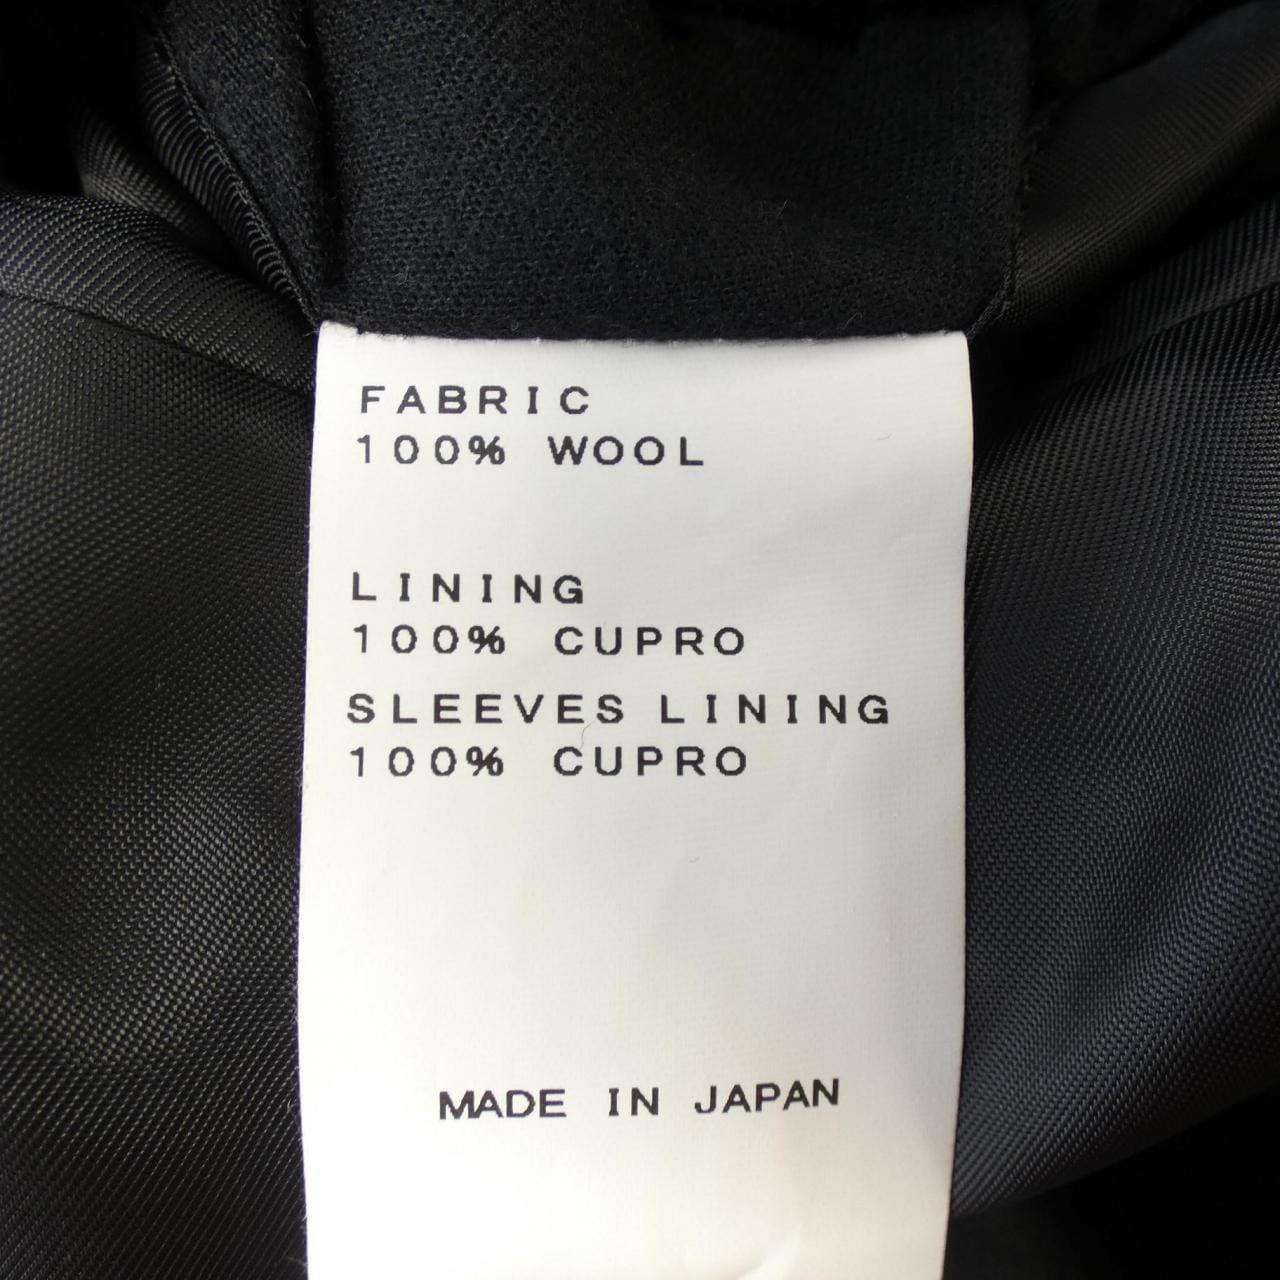 FABRIC
100% WOOL
LINING
100% CUPRO
SLEEVES LINING
100% CUPRO
MADE IN JAPAN